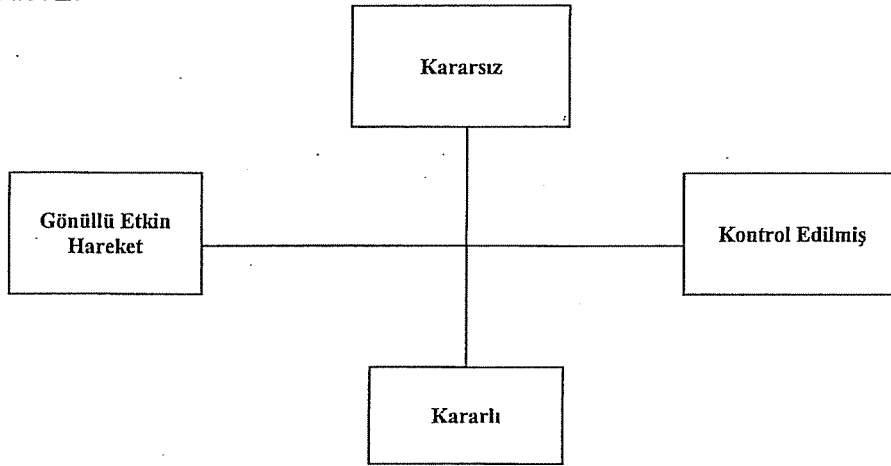 Kararsız
Gönüllü Etkin
Hareket
Kontrol Edilmiş
Kararlı